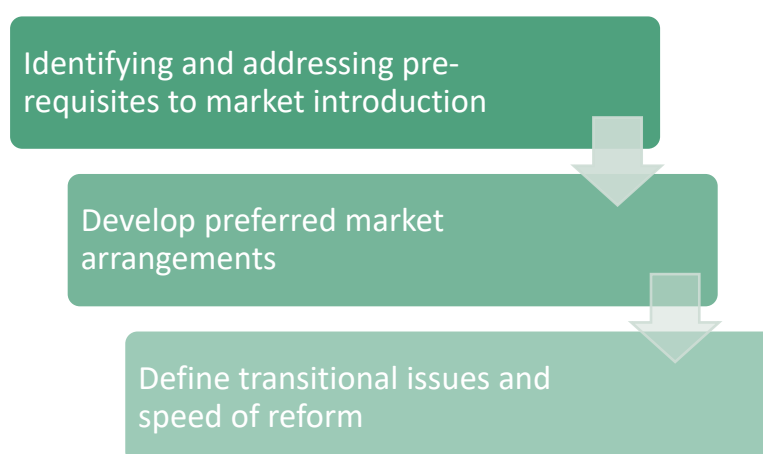 Identifying and addressing pre-
requisites to market introduction
Develop preferred market
arrangements
Define transitional issues and
speed of reform